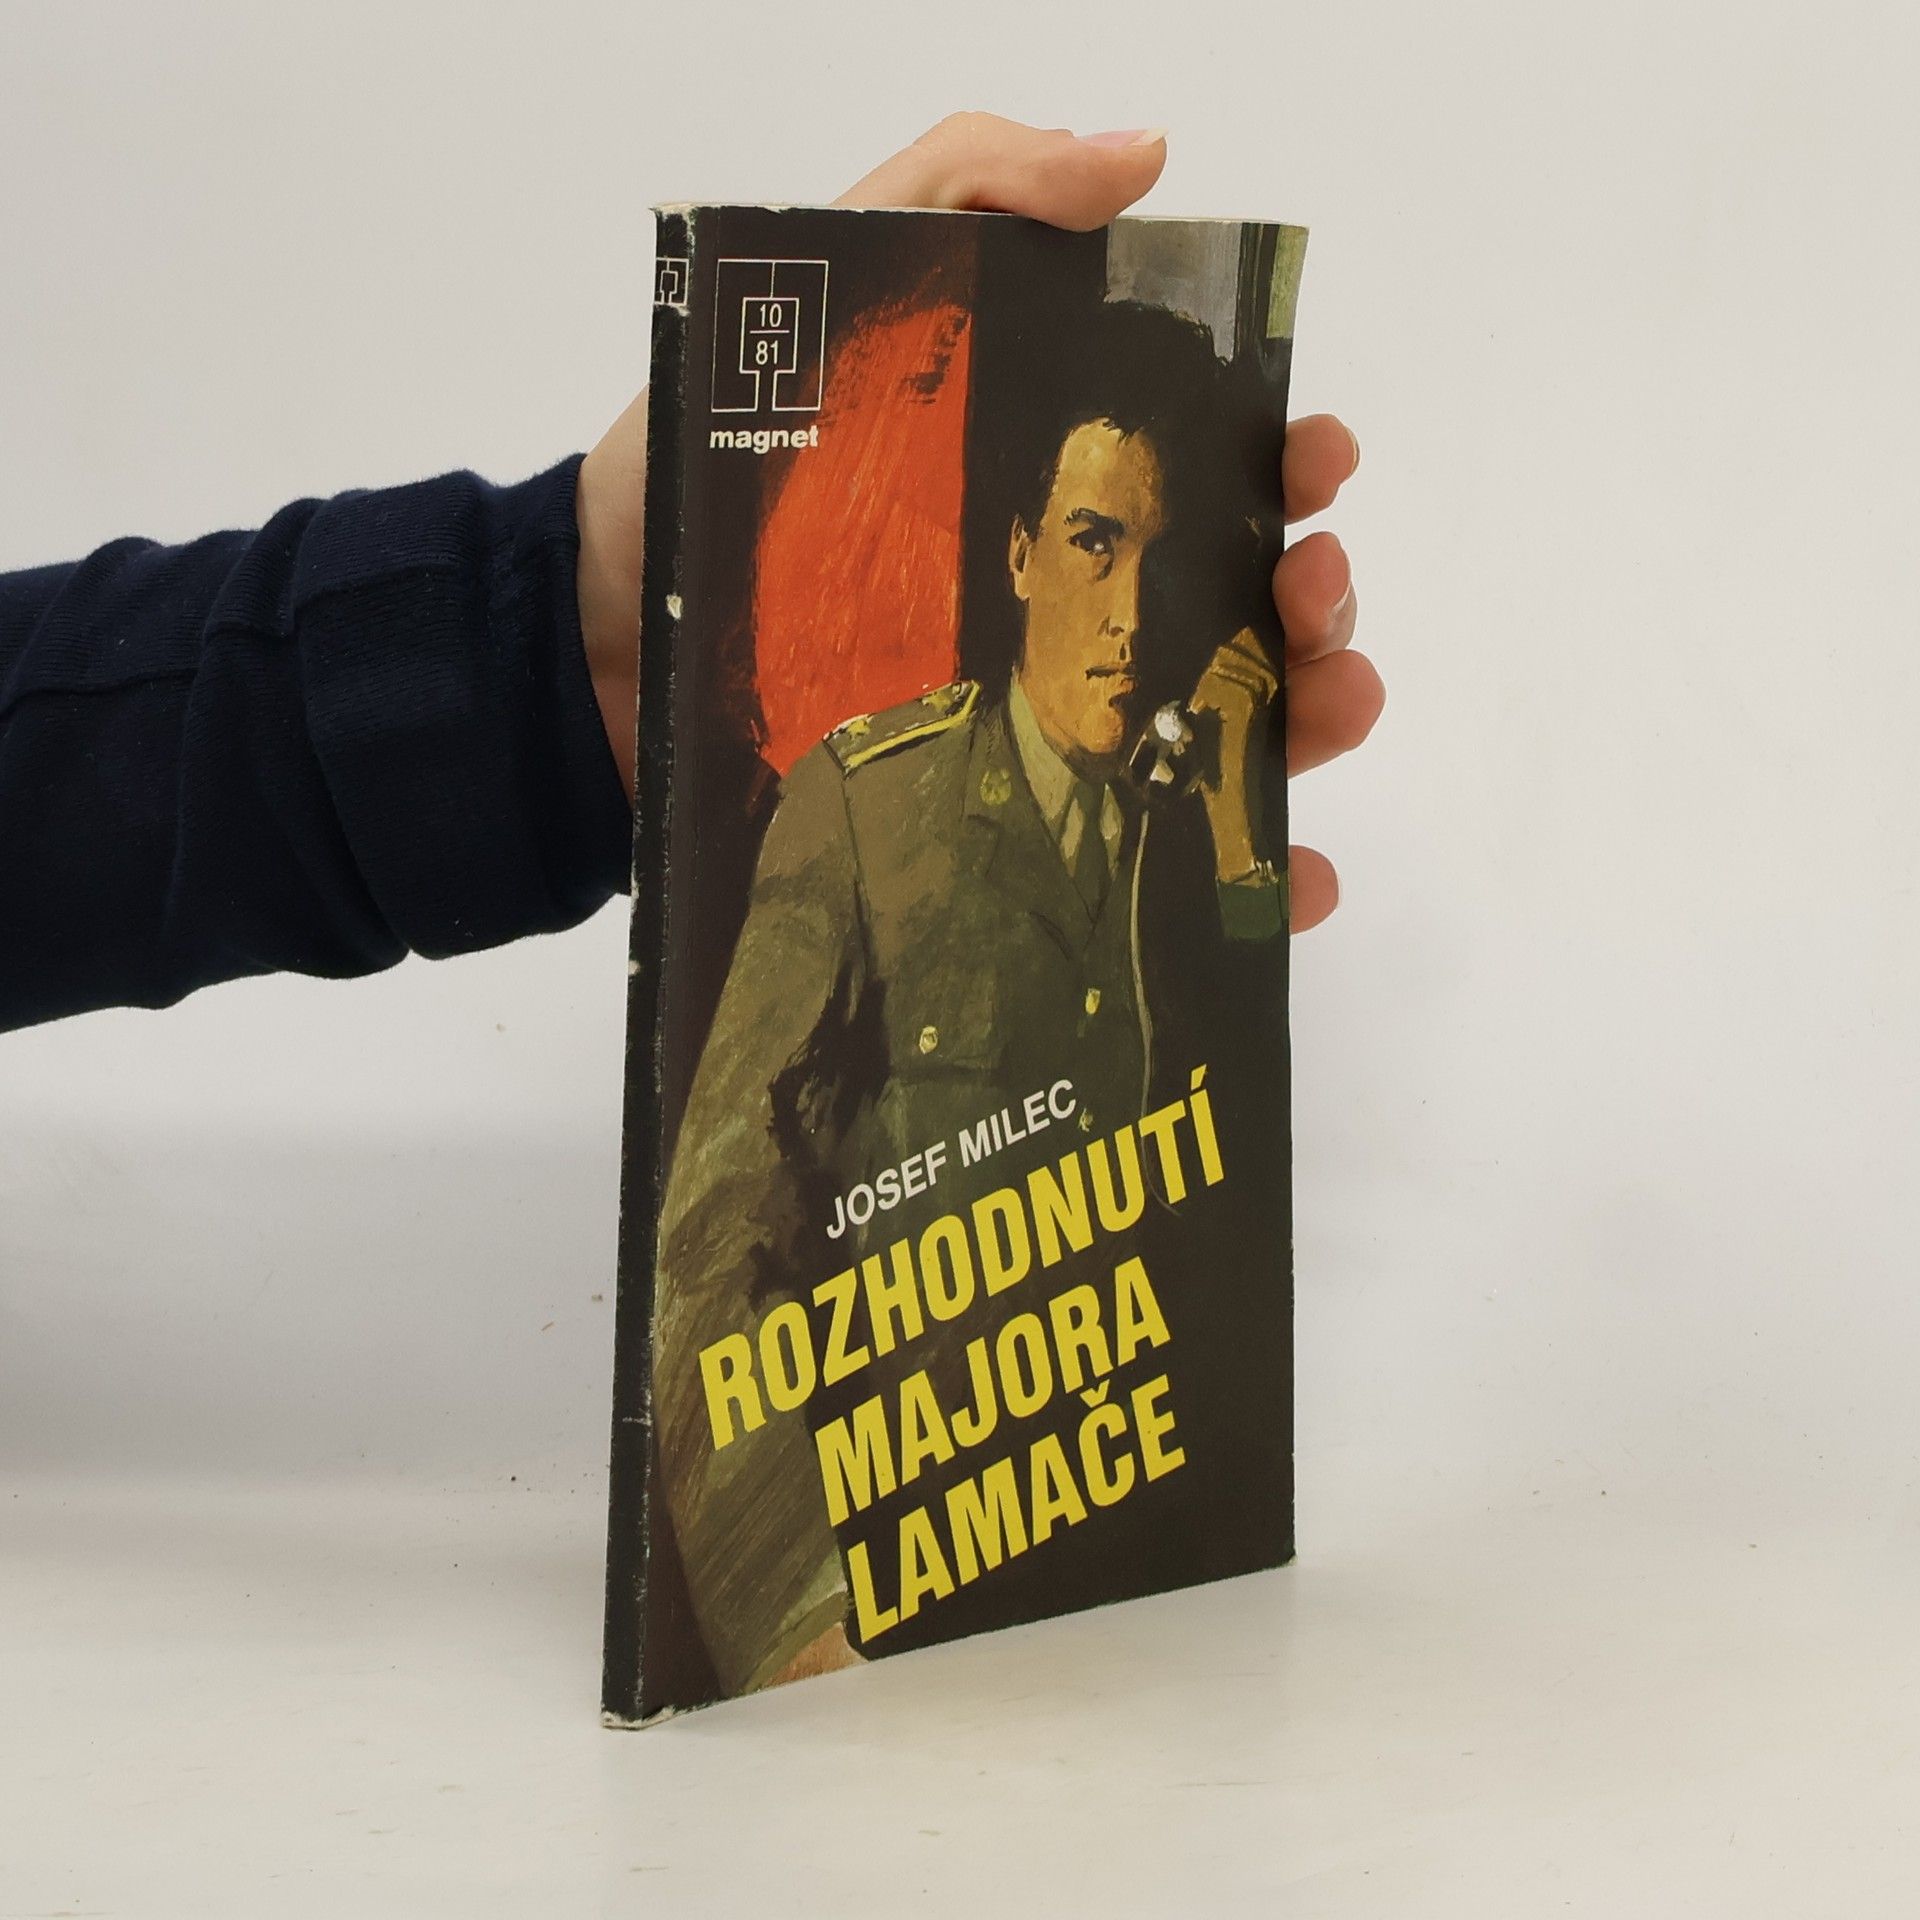 10
81
magnet
JOSEF MILEC
ROZHODNUTÍ
MAJORA
LAMAČE